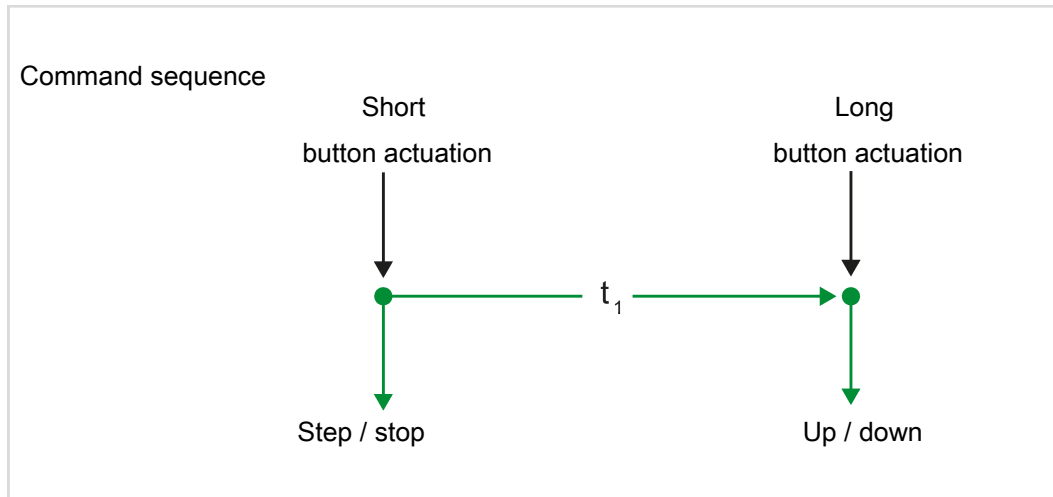 Command sequence
Short
button actuation
Long
button actuation
t1
Step / stop
Up / down